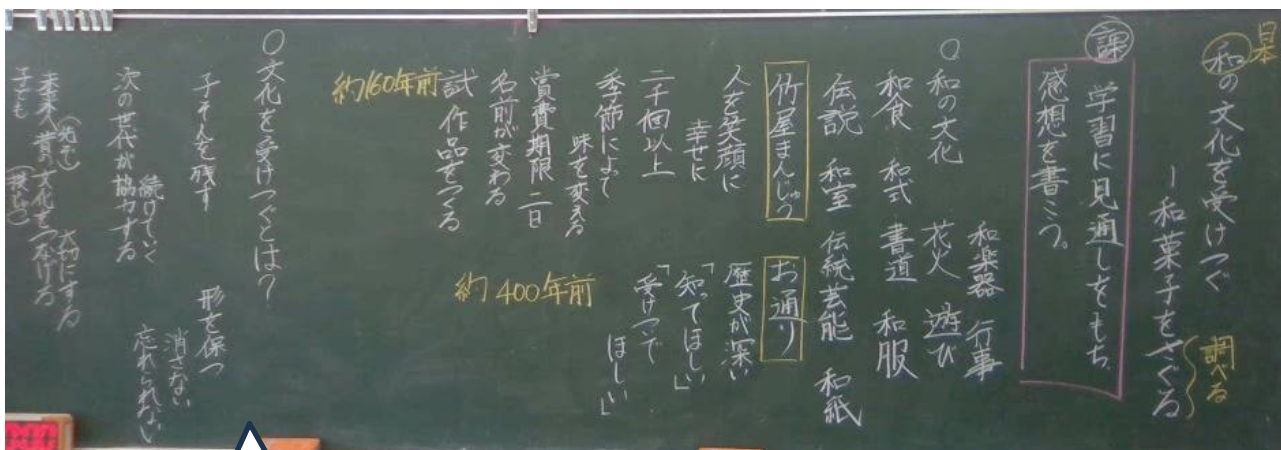 日本
和の文化を受けつぐ
ー和菓子をさぐる
調べる
課
学習に見通しをもち、
感想を書こう。
○和の文化
和楽器 行事
花火 遊び
和食 和式 書道 和服
伝説 和室 伝統芸能 和紙
竹屋まんじゅう
人を笑顔に
幸せに
二千個以上
季節によって
味を変える
賞費期限 二日
名前が変わる
試作品をつくる
約160年前
お通り
歴史が深い
「知ってほしい」
「受けついで
ほしい」
約400年前
○文化を受けつぐとは?
子そんを残す
続けていく
次の世代が協力する
大切にする
(先ぞ)
未来へ昔の文化をつなげる
子ども
形を保つ
消さない
忘れられない